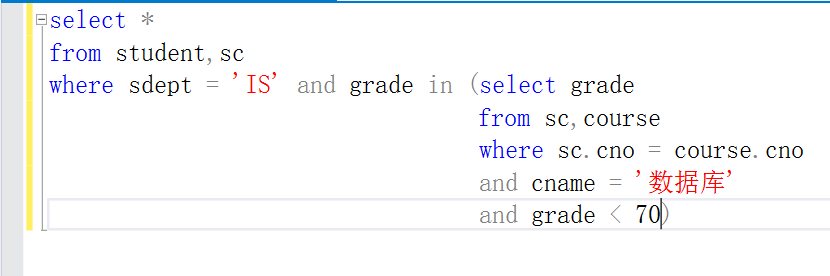 select *
from student,sc
where sdept = 'IS' and grade in (select grade
from sc,course
where sc.cno = course.cno
and cname = '数据库'
and grade < 70)